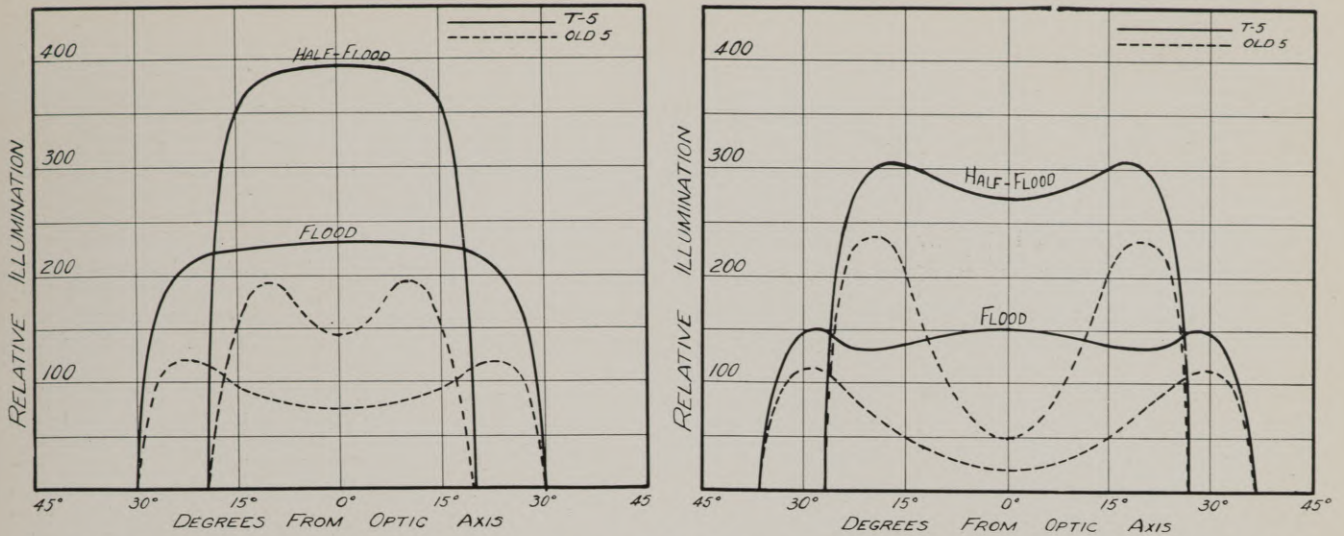 T-5
OLD 5
400
HALF-FLOOD
300
FLOOD
200
100
RELATIVE ILLUMINATION
45° 30° 15° 0° 15° 30° 45
DEGREES FROM OPTIC AXIS
T-5
OLD 5
400
300
HALF-FLOOD
200
FLOOD
100
RELATIVE ILLUMINATION
45° 30° 15° 0° 15° 30° 45°
DEGREES FROM OPTIC AXIS